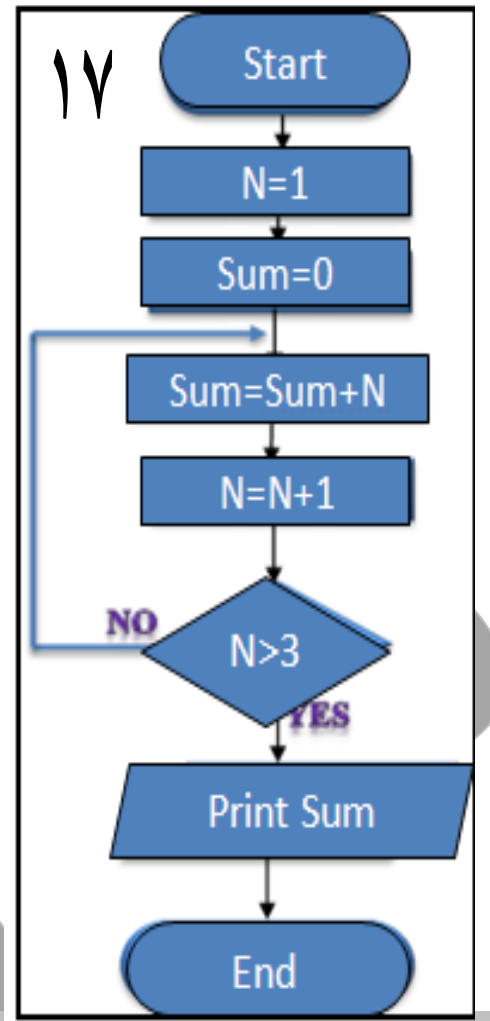 ١٧
Start
N=1
Sum=0
Sum=Sum+N
N=N+1
NO
N>3
YES
Print Sum
End